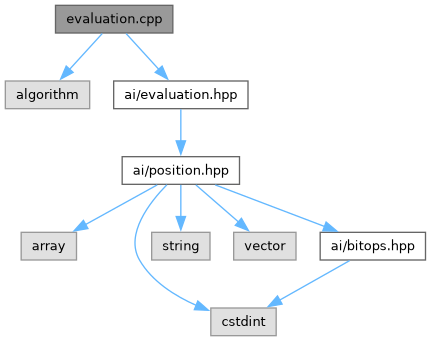 evaluation.cpp
algorithm
ai/evaluation.hpp
ai/position.hpp
array
string
vector
ai/bitops.hpp
cstdint